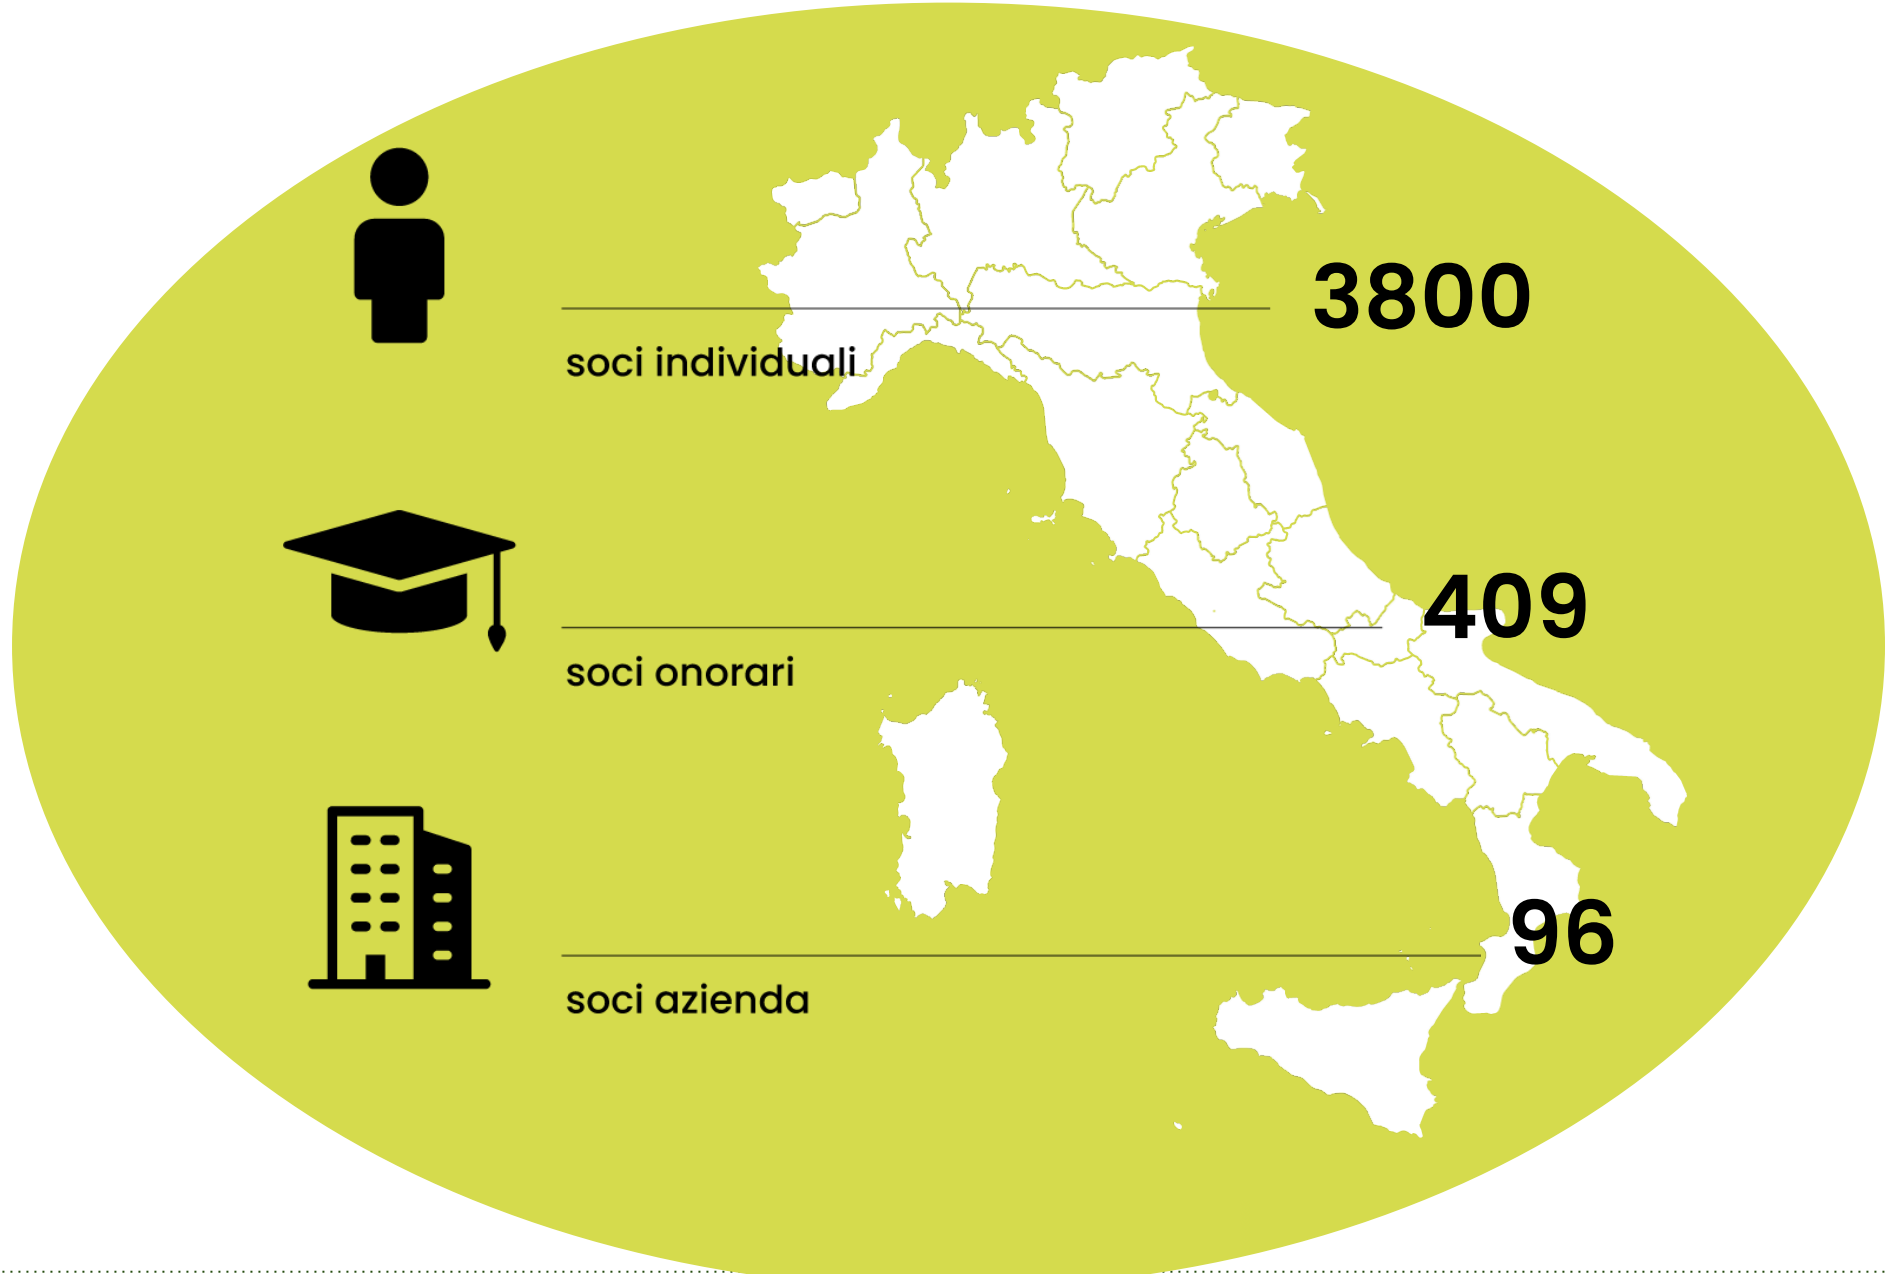 3800
soci individuali
409
soci onorari
96
soci azienda